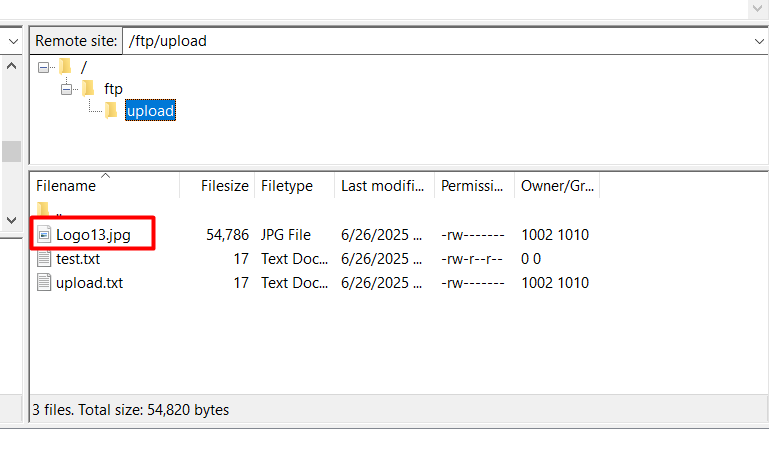 Remote site: /ftp/upload
/
ftp
upload
Filename Filesize Filetype Last modifi... Permissi... Owner/Gr...
..
Logo13.jpg 54,786 JPG File 6/26/2025 ... -rw------- 1002 1010
test.txt 17 Text Doc... 6/26/2025 ... -rw-r--r-- 0 0
upload.txt 17 Text Doc... 6/26/2025 ... -rw------- 1002 1010
3 files. Total size: 54,820 bytes